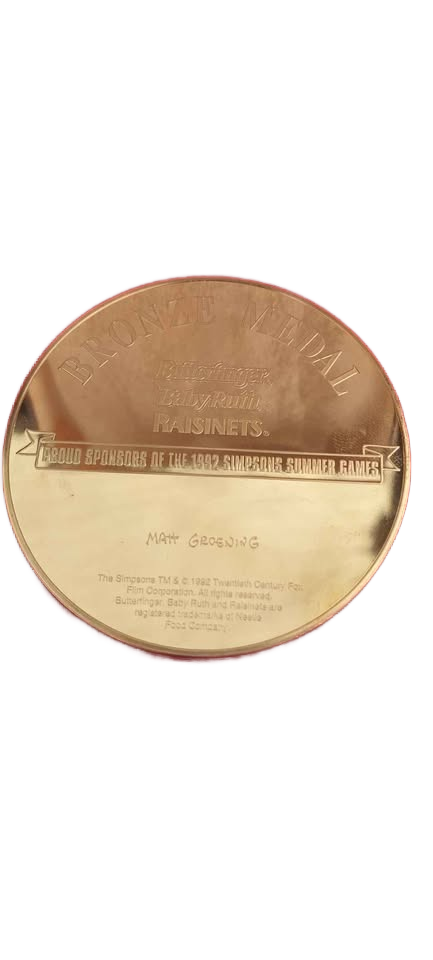 BRONZE MEDAL
Butterfinger
Baby Ruth
RAISINETS®
PROUD SPONSORS OF THE 1992 SIMPSONS SUMMER GAMES
MATT GROENING
The Simpsons TM & © 1992 Twentieth Century Fox
Film Corporation. All rights reserved.
Butterfinger, Baby Ruth and Raisinets are
registered trademarks of Nestle
Food Company.